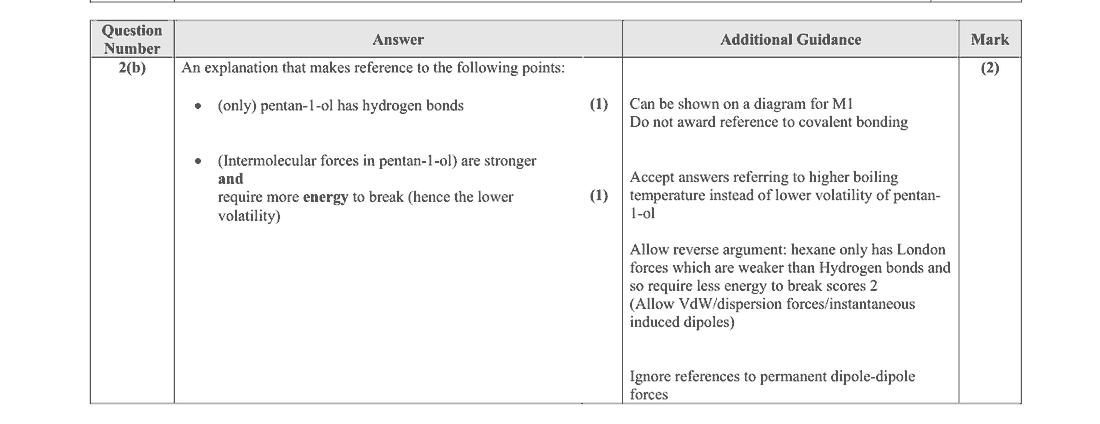 Question
Number
Answer
Additional Guidance
Mark
2(b)
An explanation that makes reference to the following points:
(2)
• (only) pentan-1-ol has hydrogen bonds
(1)
Can be shown on a diagram for M1
Do not award reference to covalent bonding
• (Intermolecular forces in pentan-1-ol) are stronger
and
require more energy to break (hence the lower
volatility)
(1)
Accept answers referring to higher boiling
temperature instead of lower volatility of pentan-
1-ol
Allow reverse argument: hexane only has London
forces which are weaker than Hydrogen bonds and
so require less energy to break scores 2
(Allow VdW/dispersion forces/instantaneous
induced dipoles)
Ignore references to permanent dipole-dipole
forces